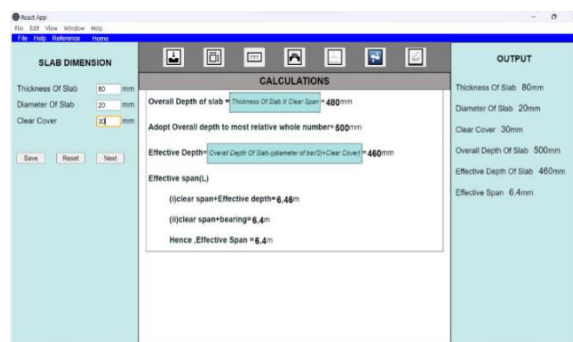 React App
File Edit View Window Help
File Help Reference Home
SLAB DIMENSION
Thickness Of Slab 80 mm
Diameter Of Slab 20 mm
Clear Cover 30 mm
Save Reset Next
CALCULATIONS
Overall Depth of slab = Thickness Of Slab X Clear Span = 480mm
Adopt Overall depth to most relative whole number= 500mm
Effective Depth= Overall Depth Of Slab-((diameter of bar/2)+Clear Cover) = 460mm
Effective span(L)
(i)clear span+Effective depth= 6.46m
(ii)clear span+bearing= 6.4m
Hence ,Effective Span = 6.4m
OUTPUT
Thickness Of Slab 80mm
Diameter Of Slab 20mm
Clear Cover 30mm
Overall Depth Of Slab 500mm
Effective Depth Of Slab 460mm
Effective Span 6.4mm